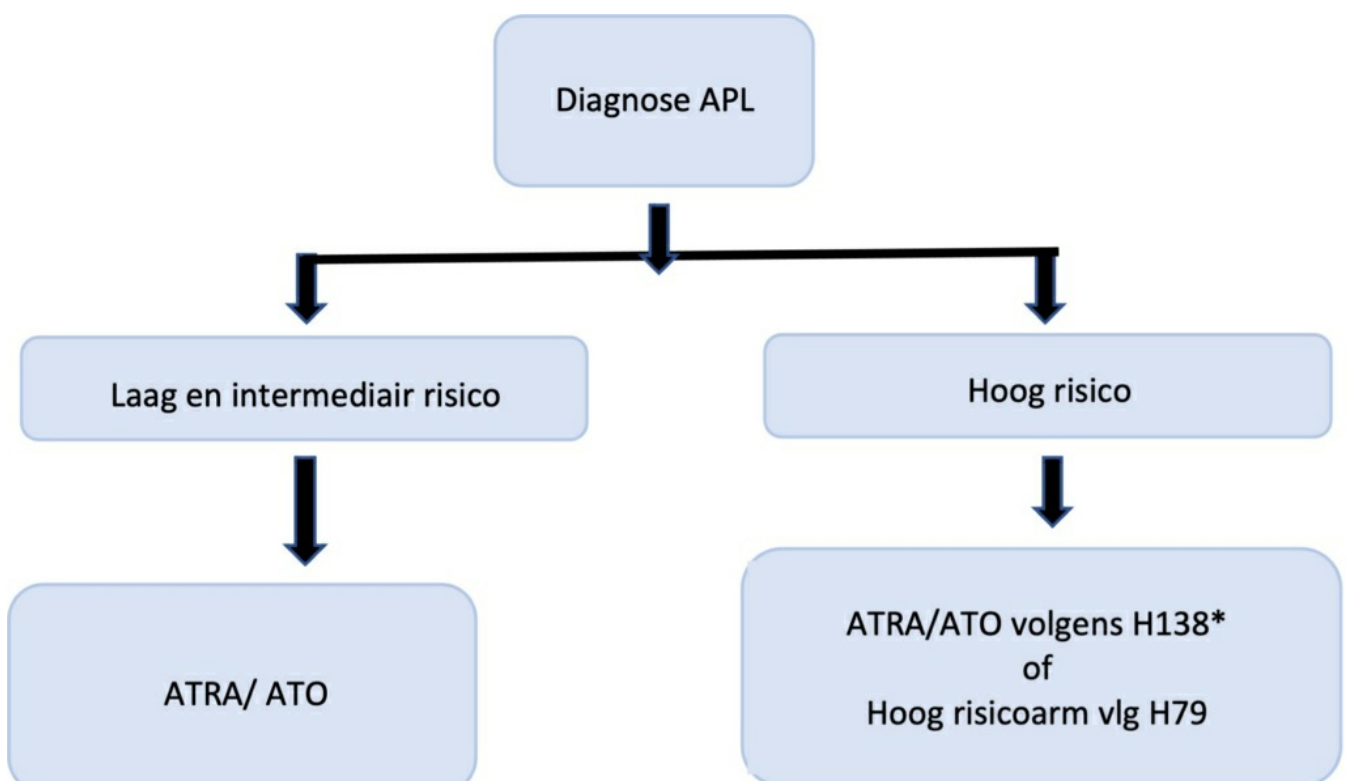 Diagnose APL
Laag en intermediair risico
Hoog risico
ATRA/ ATO
ATRA/ATO volgens H138*
of
Hoog risicoarm vlg H79